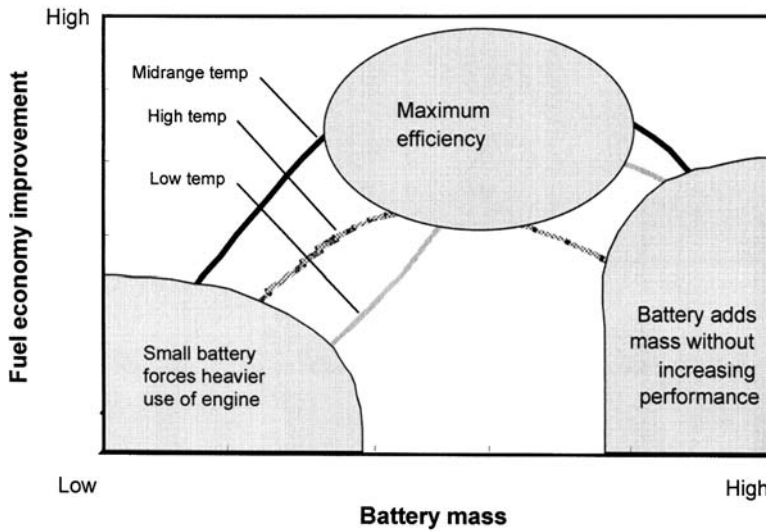 High
Midrange temp
High temp
Low temp
Maximum
efficiency
Fuel economy improvement
Small battery
forces heavier
use of engine
Battery adds
mass without
increasing
performance
Low
High
Battery mass